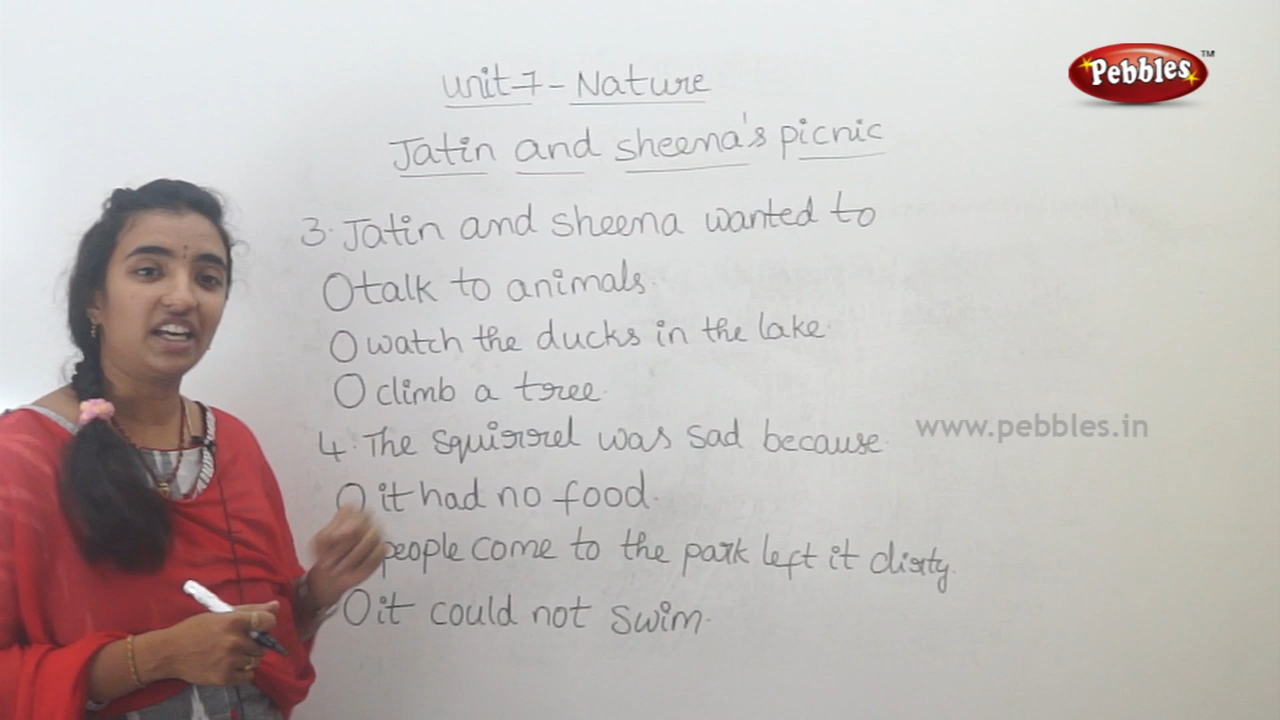 Unit-7-Nature
Pebbles TM
Jatin and sheena's picnic
3. Jatin and sheena wanted to
talk to animals.
watch the ducks in the lake.
climb a tree.
4. The squirrel was sad because
www.pebbles.in
it had no food.
people come to the park left it dirty.
it could not swim.